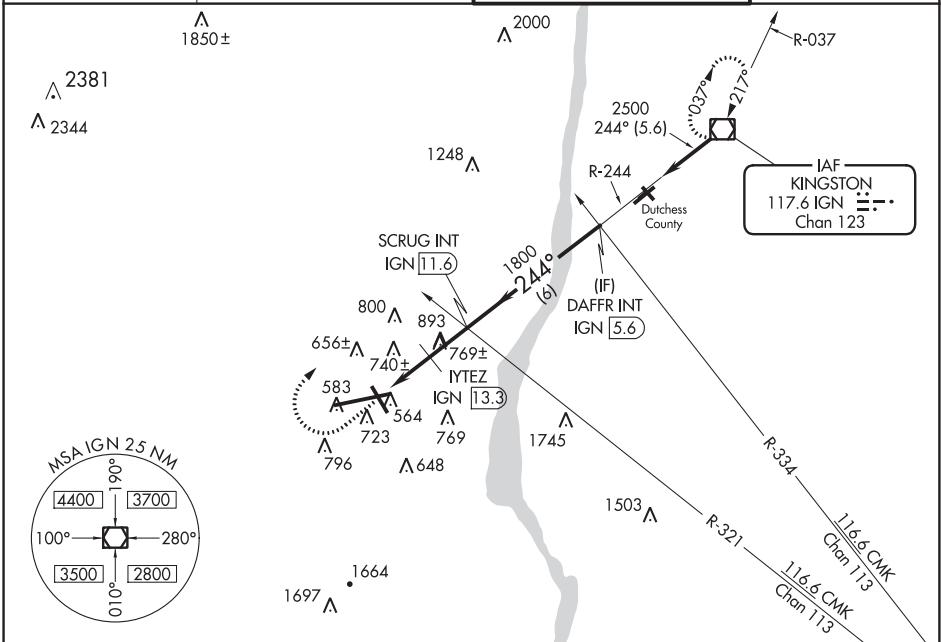 1850±
2000
R-037
2381
2344
037°
217°
2500
244° (5.6)
1248
R-244
IAF
KINGSTON
117.6 IGN
Chan 123
Dutchess
County
SCRUG INT
IGN 11.6
1800
244°
(6)
(IF)
DAFFR INT
IGN 5.6
800
893
656±
740±
769±
IYTEZ
IGN 13.3
583
564
723
769
1745
796
648
R-334
MSA IGN 25 NM
190°
4400
3700
100°
280°
3500
2800
010°
1503
R-321
116.6 CMK
Chan 113
116.6 CMK
Chan 113
1664
1697